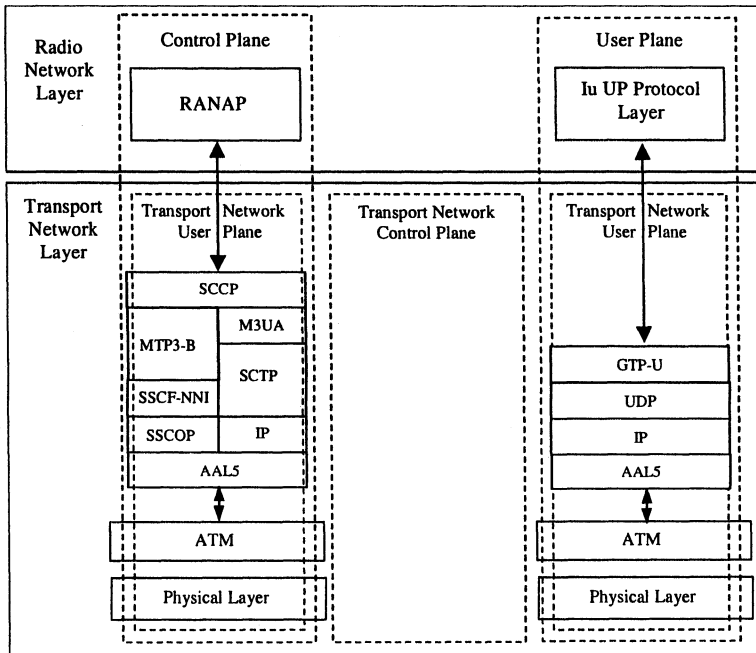 Radio
Network
Layer
Control Plane
RANAP
User Plane
Iu UP Protocol
Layer
Transport
Network
Layer
Transport Network
User Plane
SCCP
MTP3-B
M3UA
SCTP
SSCF-NNI
SSCOP
IP
AAL5
ATM
Physical Layer
Transport Network
Control Plane
Transport Network
User Plane
GTP-U
UDP
IP
AAL5
ATM
Physical Layer